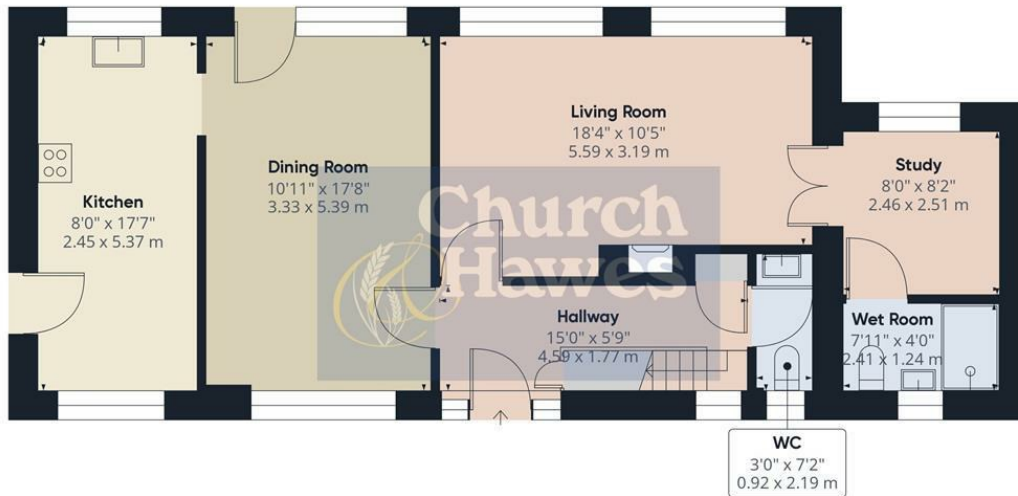 Kitchen
8'0" x 17'7"
2.45 x 5.37 m
Dining Room
10'11" x 17'8"
3.33 x 5.39 m
Living Room
18'4" x 10'5"
5.59 x 3.19 m
Study
8'0" x 8'2"
2.46 x 2.51 m
Church
& Hawes
Hallway
15'0" x 5'9"
4.59 x 1.77 m
Wet Room
7'11" x 4'0"
2.41 x 1.24 m
WC
3'0" x 7'2"
0.92 x 2.19 m